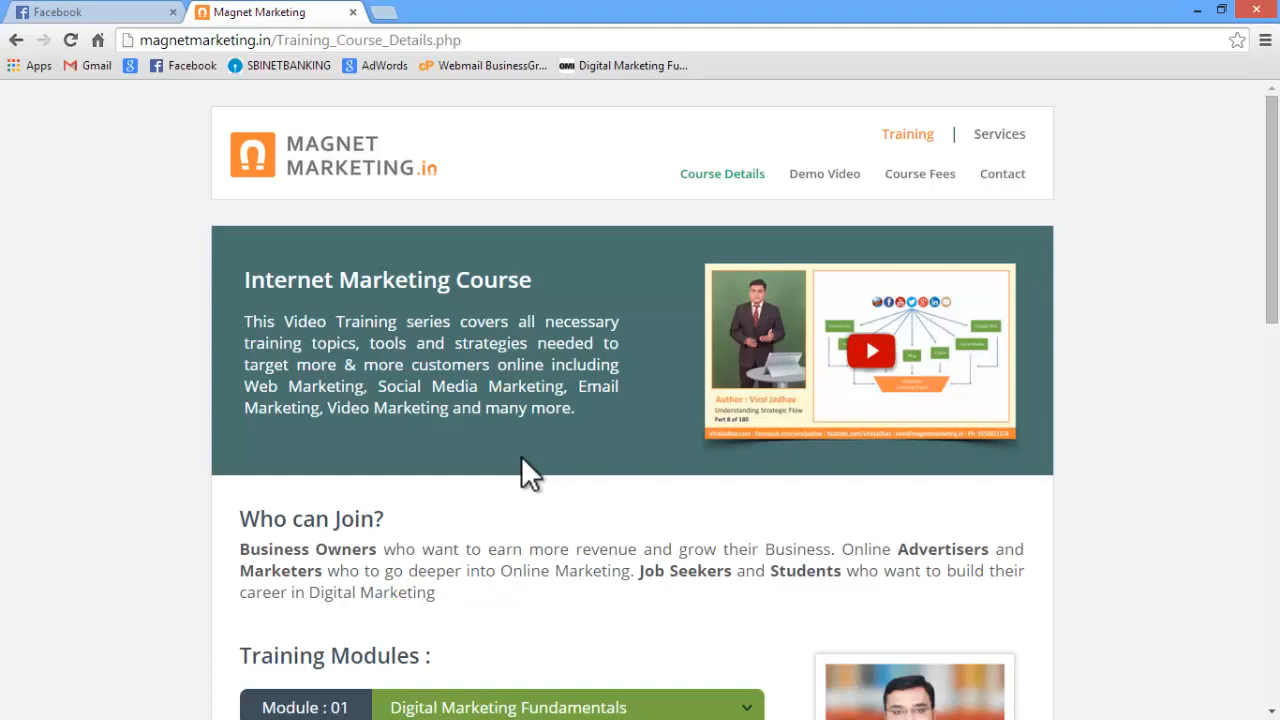 Facebook
Magnet Marketing
magnetmarketing.in/Training_Course_Details.php
Apps Gmail Facebook SBINETBANKING AdWords cP Webmail BusinessGr... GMI Digital Marketing Fu...
MAGNET
MARKETING.in
Training | Services
Course Details Demo Video Course Fees Contact
Internet Marketing Course
This Video Training series covers all necessary
training topics, tools and strategies needed to
target more & more customers online including
Web Marketing, Social Media Marketing, Email
Marketing, Video Marketing and many more.
Author : Viral Jadhav
Understanding Strategic Flow
Part 8 of 180
Who can Join?
Business Owners who want to earn more revenue and grow their Business. Online Advertisers and
Marketers who to go deeper into Online Marketing. Job Seekers and Students who want to build their
career in Digital Marketing
Training Modules :
Module : 01 Digital Marketing Fundamentals